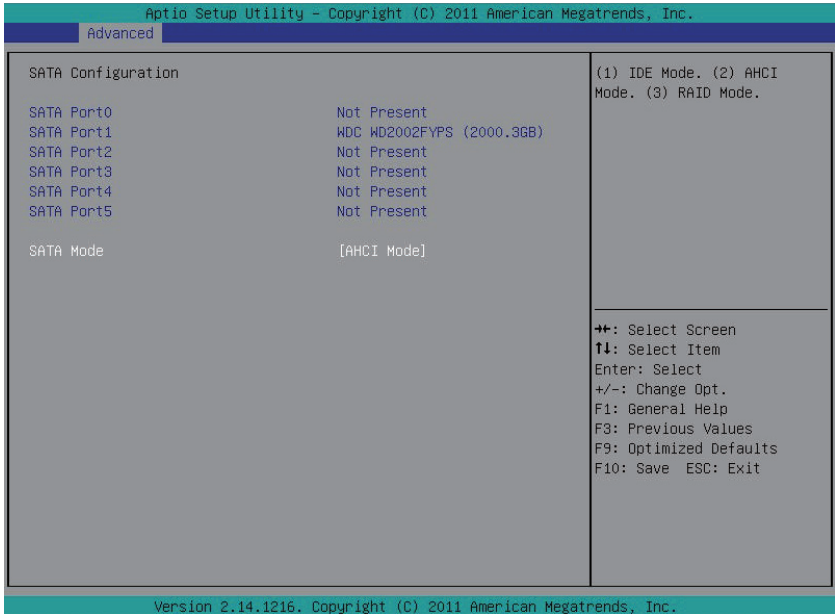 Aptio Setup Utility – Copyright (C) 2011 American Megatrends, Inc.
Advanced
SATA Configuration
SATA Port0 Not Present
SATA Port1 WDC WD2002FYPS (2000.3GB)
SATA Port2 Not Present
SATA Port3 Not Present
SATA Port4 Not Present
SATA Port5 Not Present
SATA Mode [AHCI Mode]
(1) IDE Mode. (2) AHCI
Mode. (3) RAID Mode.
→←: Select Screen
↑↓: Select Item
Enter: Select
+/-: Change Opt.
F1: General Help
F3: Previous Values
F9: Optimized Defaults
F10: Save ESC: Exit
Version 2.14.1216. Copyright (C) 2011 American Megatrends, Inc.